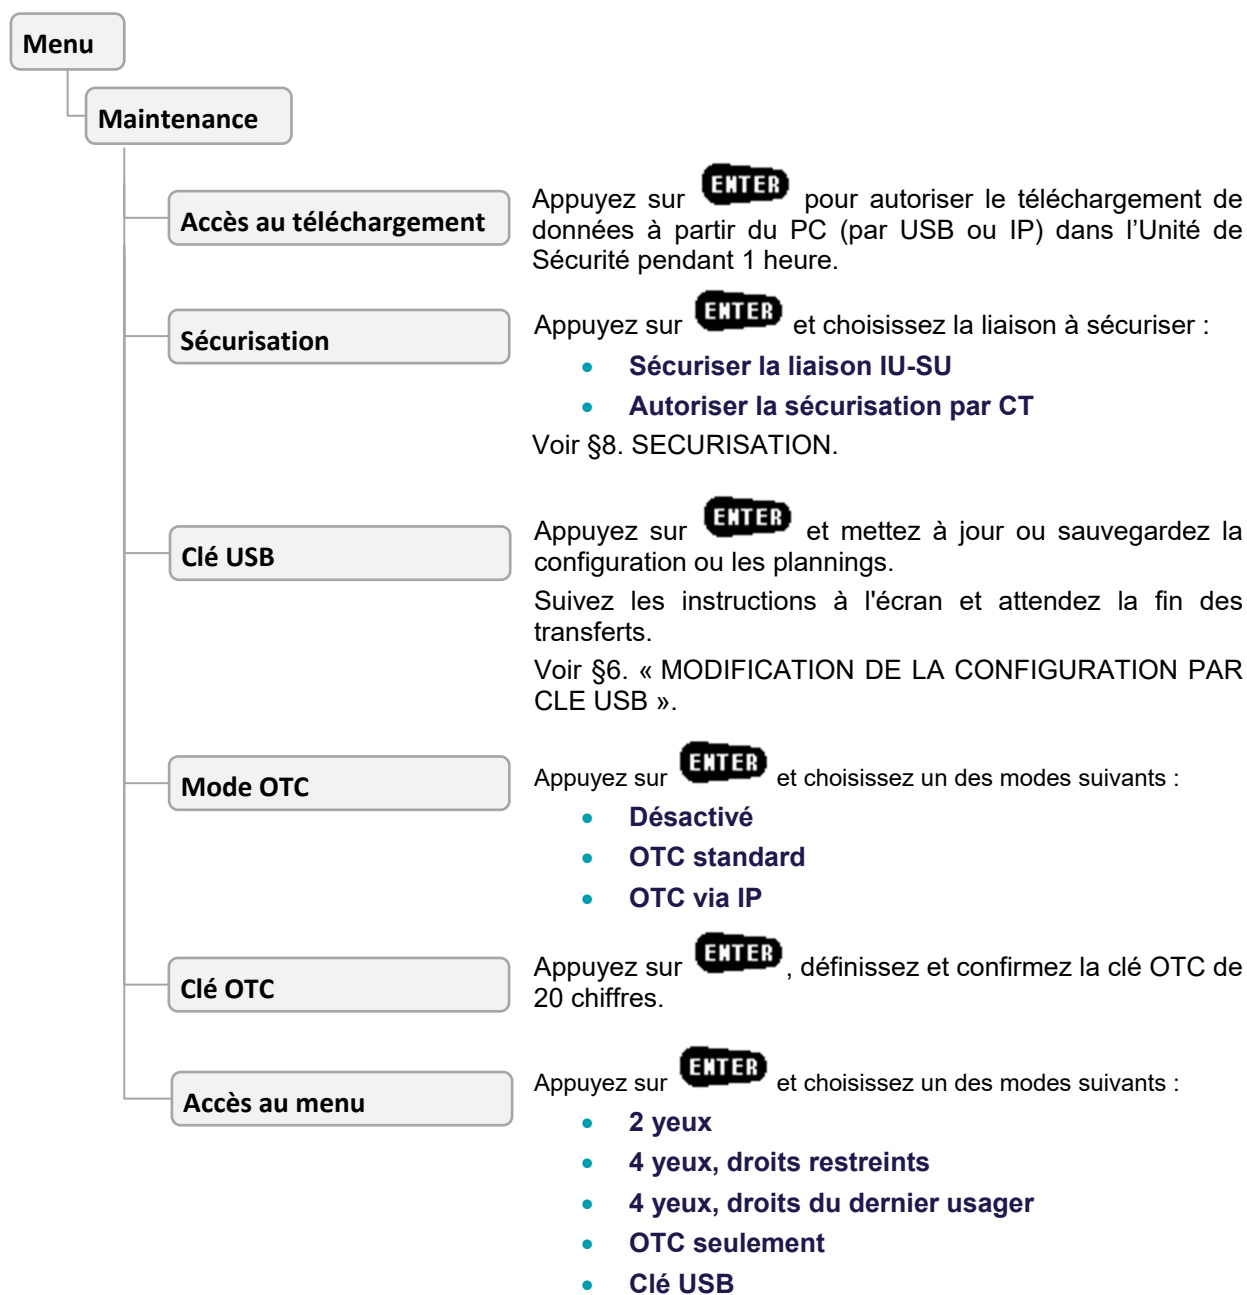 Menu
Maintenance
Accès au téléchargement
Appuyez sur ENTER pour autoriser le téléchargement de
données à partir du PC (par USB ou IP) dans l’Unité de
Sécurité pendant 1 heure.
Sécurisation
Appuyez sur ENTER et choisissez la liaison à sécuriser :
• Sécuriser la liaison IU-SU
• Autoriser la sécurisation par CT
Voir §8. SECURISATION.
Clé USB
Appuyez sur ENTER et mettez à jour ou sauvegardez la
configuration ou les plannings.
Suivez les instructions à l'écran et attendez la fin des
transferts.
Voir §6. « MODIFICATION DE LA CONFIGURATION PAR
CLE USB ».
Mode OTC
Appuyez sur ENTER et choisissez un des modes suivants :
• Désactivé
• OTC standard
• OTC via IP
Clé OTC
Appuyez sur ENTER , définissez et confirmez la clé OTC de
20 chiffres.
Accès au menu
Appuyez sur ENTER et choisissez un des modes suivants :
• 2 yeux
• 4 yeux, droits restreints
• 4 yeux, droits du dernier usager
• OTC seulement
• Clé USB